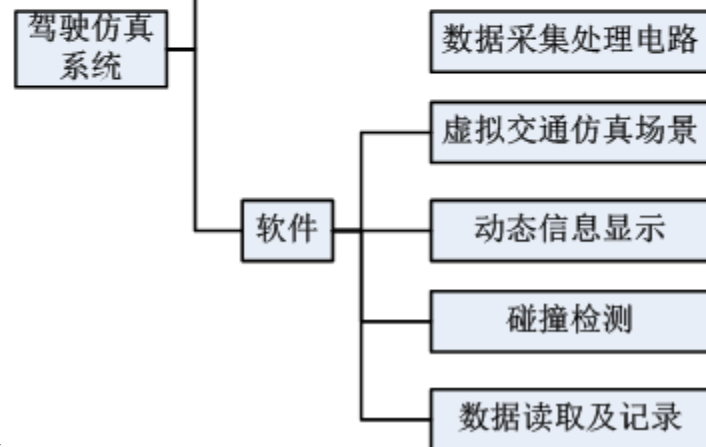 驾驶仿真
系统
数据采集处理电路
虚拟交通仿真场景
软件
动态信息显示
碰撞检测
数据读取及记录